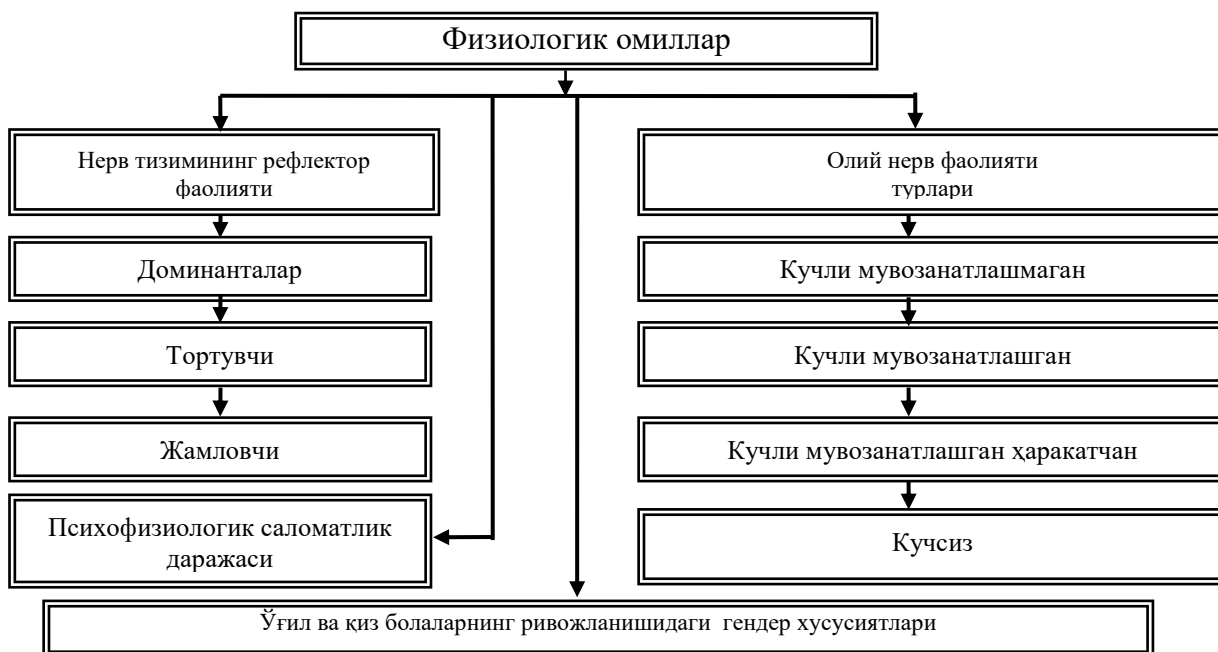 Физиологик омиллар
Нерв тизимининг рефлектор
фаолияти
Доминанталар
Тортувчи
Жамловчи
Психофизиологик саломатлик
даражаси
Олий нерв фаолияти
турлари
Кучли мувозанатлашмаган
Кучли мувозанатлашган
Кучли мувозанатлашган ҳаракатчан
Кучсиз
Ўғил ва қиз болаларнинг ривожланишидаги гендер хусусиятлари